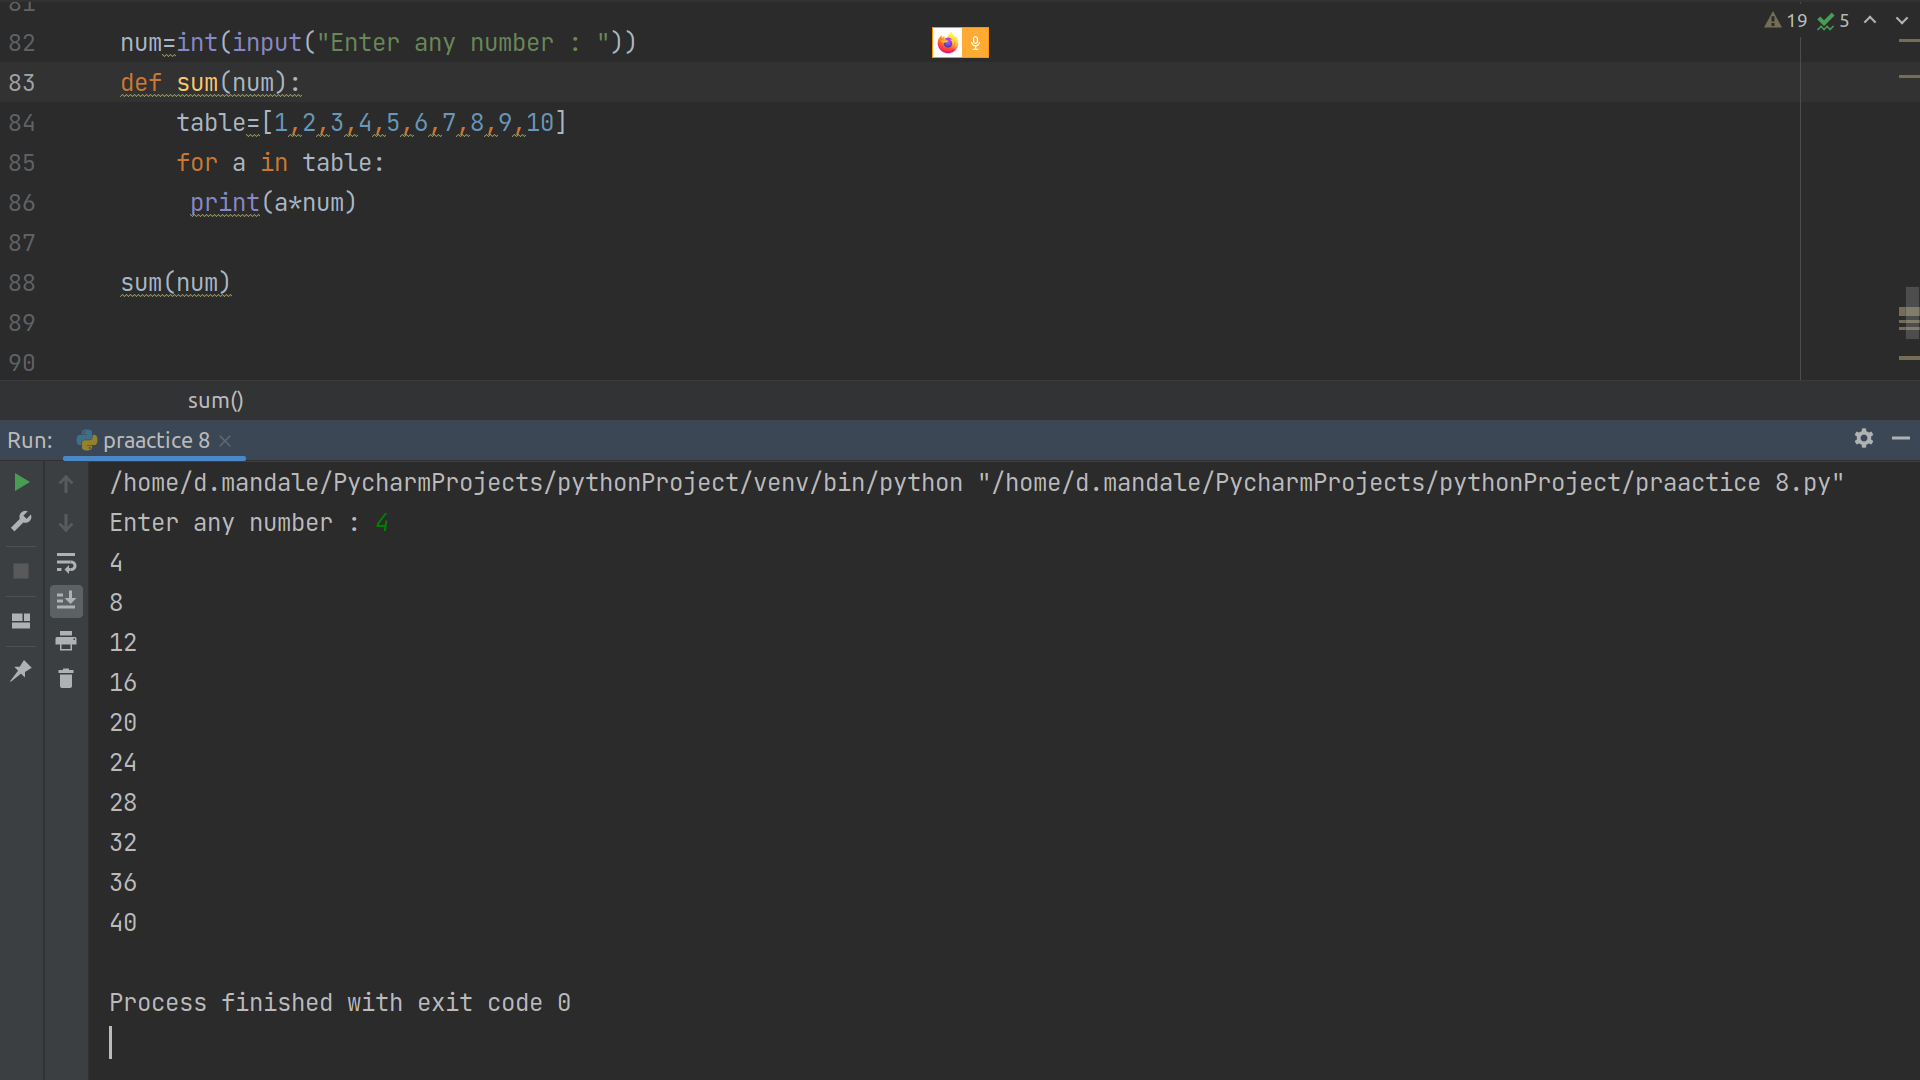 81
19 5
82 num=int(input("Enter any number : "))
83 def sum(num):
84 table=[1,2,3,4,5,6,7,8,9,10]
85 for a in table:
86 print(a*num)
87
88 sum(num)
89
90
sum()
Run: praactice 8
/home/d.mandale/PycharmProjects/pythonProject/venv/bin/python "/home/d.mandale/PycharmProjects/pythonProject/praactice 8.py"
Enter any number : 4
4
8
12
16
20
24
28
32
36
40
Process finished with exit code 0